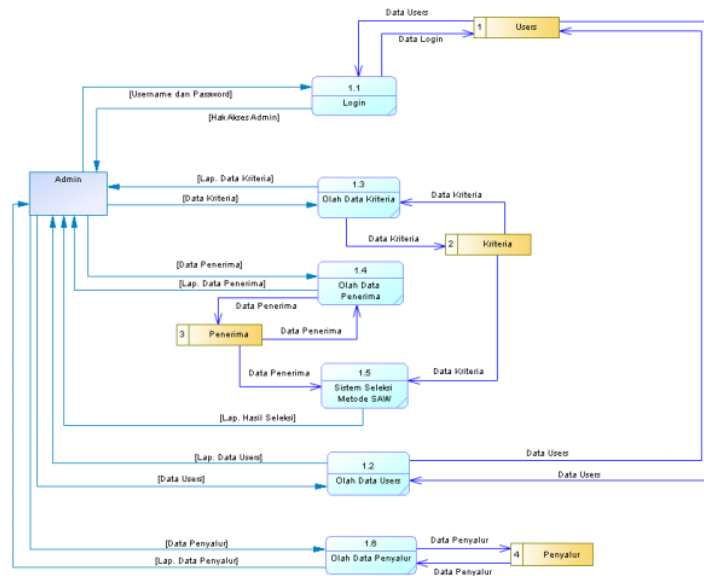 Data Users
1
Users
Data Login
1.1
Login
[Username dan Password]
[Hak Akses Admin]
Admin
[Lap. Data Kriteria]
[Data Kriteria]
1.3
Olah Data Kriteria
Data Kriteria
Data Kriteria
2
Kriteria
[Data Penerima]
[Lap. Data Penerima]
1.4
Olah Data
Penerima
Data Penerima
3
Penerima
Data Penerima
Data Penerima
1.5
Sistem Seleksi
Metode SAW
Data Kriteria
[Lap. Hasil Seleksi]
[Lap. Data Users]
1.2
Olah Data Users
Data Users
[Data Users]
Data Users
[Data Penyalur]
[Lap. Data Penyalur]
1.6
Olah Data Penyalur
Data Penyalur
4
Penyalur
Data Penyalur